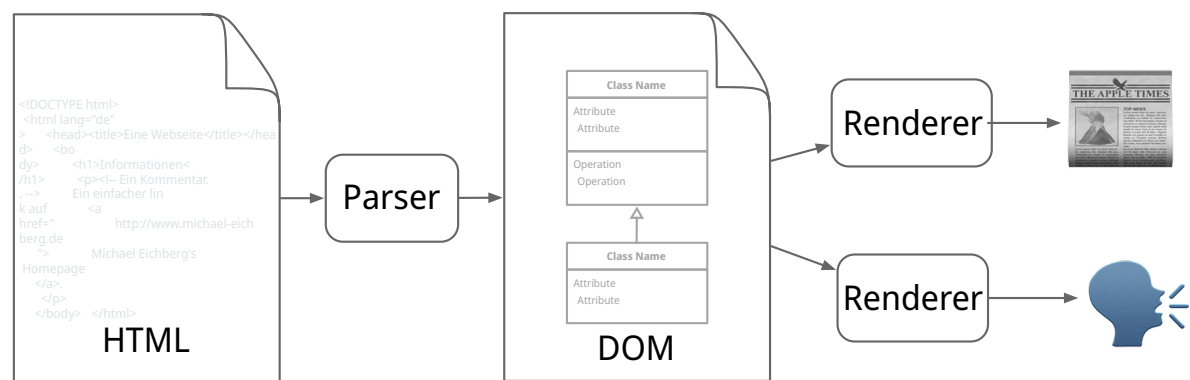 <!DOCTYPE html>
<html lang="de"
> <head><title>Eine Webseite</title></hea
d> <bo
dy> <h1>Informationen<
/h1> <p><!-- Ein Kommentar.
. --> Ein einfacher lin
k auf <a
href=" http://www.michael-eich
berg.de
"> Michael Eichberg's
Homepage
</a>.
</p>
</body> </html>
HTML
Parser
Class Name
Attribute
Attribute
Operation
Operation
Class Name
Attribute
Attribute
DOM
Renderer
THE APPLE TIMES
TOP NEWS
Renderer